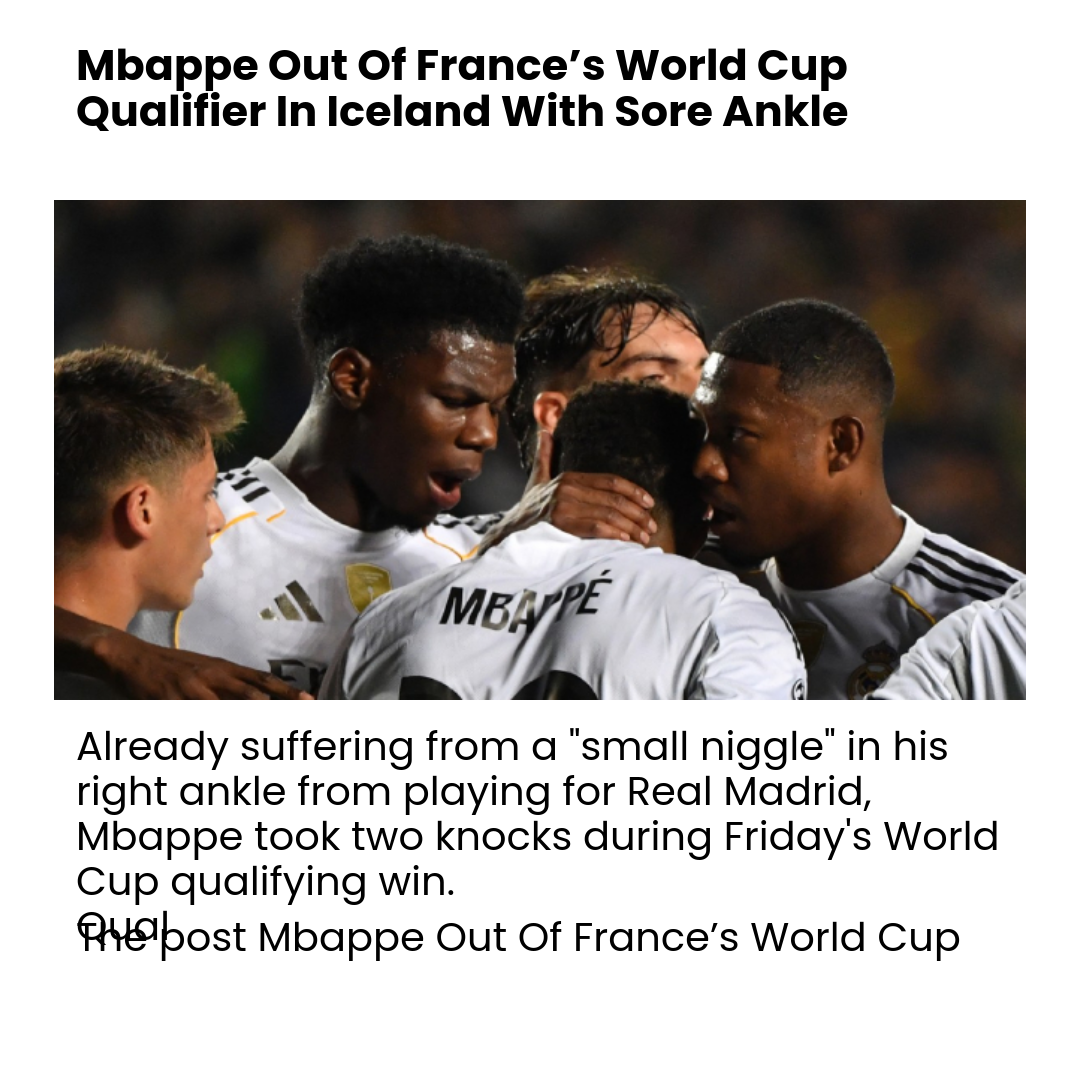 Mbappe Out Of France’s World Cup
Qualifier In Iceland With Sore Ankle
MBAPPÉ
Already suffering from a "small niggle" in his
right ankle from playing for Real Madrid,
Mbappe took two knocks during Friday's World
Cup qualifying win.
Qual
The post Mbappe Out Of France’s World Cup